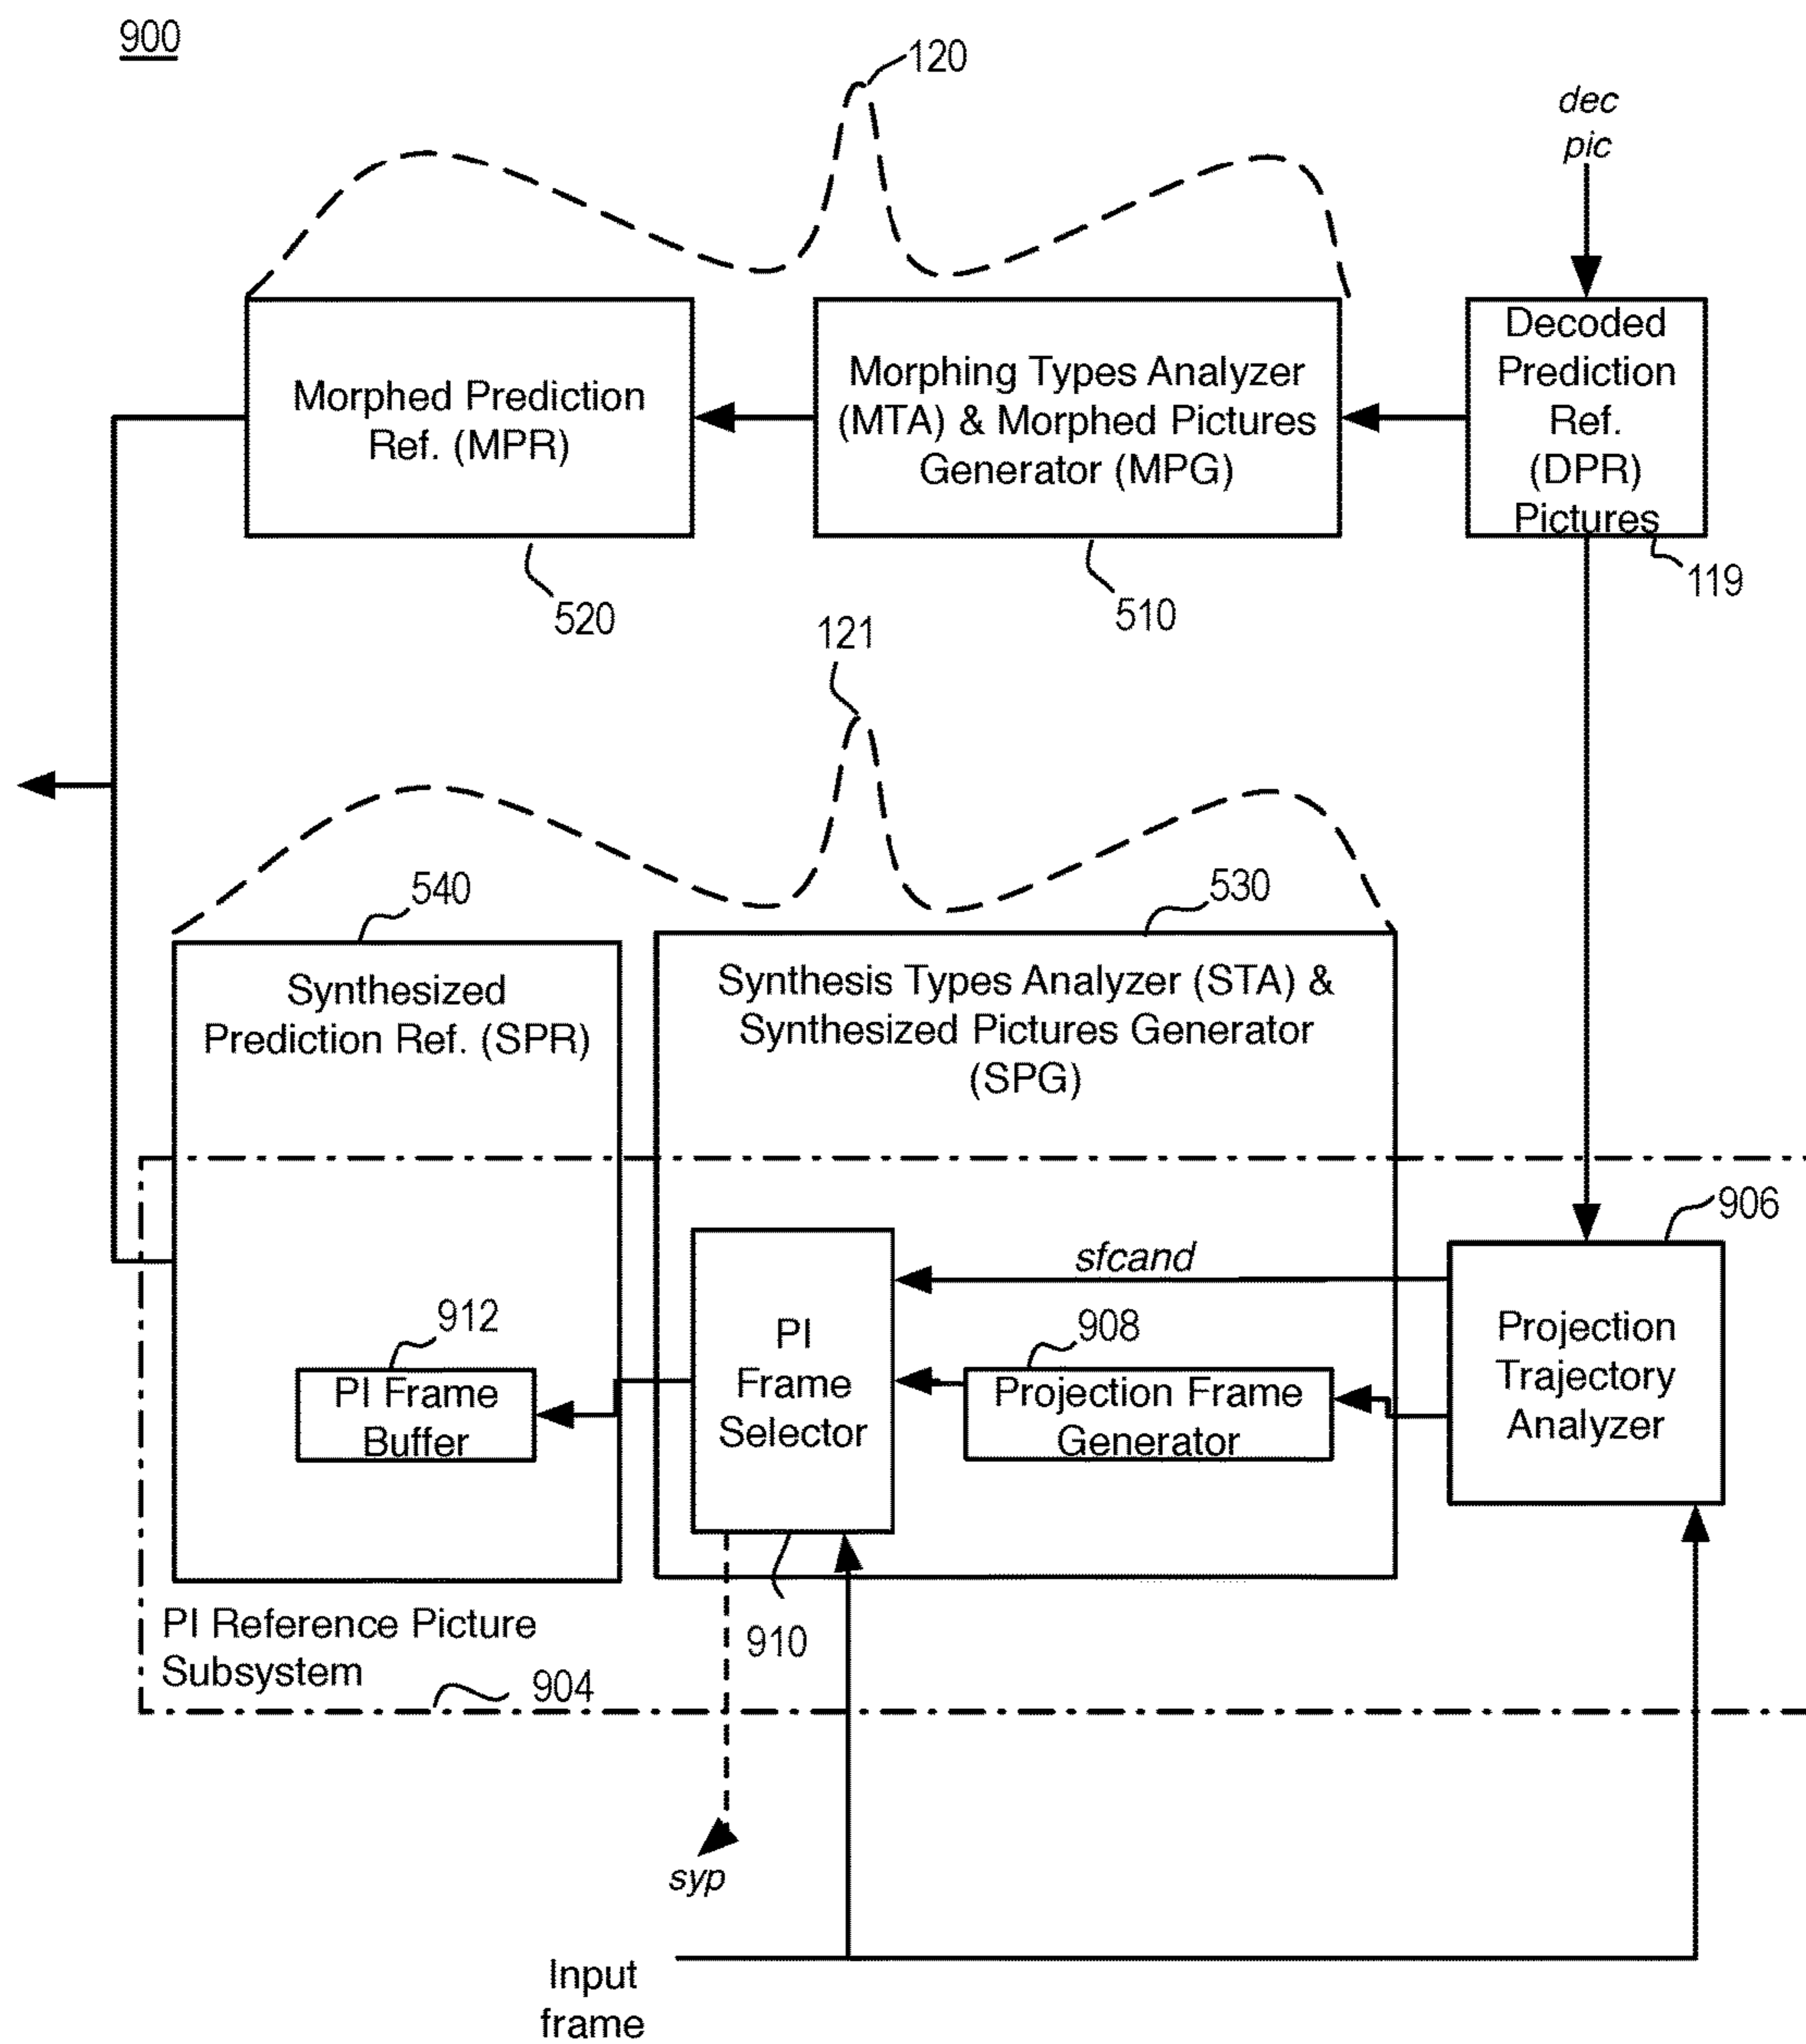 900
120
dec
pic
Morphed Prediction
Ref. (MPR)
Morphing Types Analyzer
(MTA) & Morphed Pictures
Generator (MPG)
Decoded
Prediction
Ref.
(DPR)
Pictures
119
520
510
121
540
530
Synthesized
Prediction Ref. (SPR)
Synthesis Types Analyzer (STA) &
Synthesized Pictures Generator
(SPG)
906
sfcand
912
PI
Frame
Selector
908
Projection
Trajectory
Analyzer
PI Frame
Buffer
Projection Frame
Generator
PI Reference Picture
Subsystem
904
910
syp
Input
frame